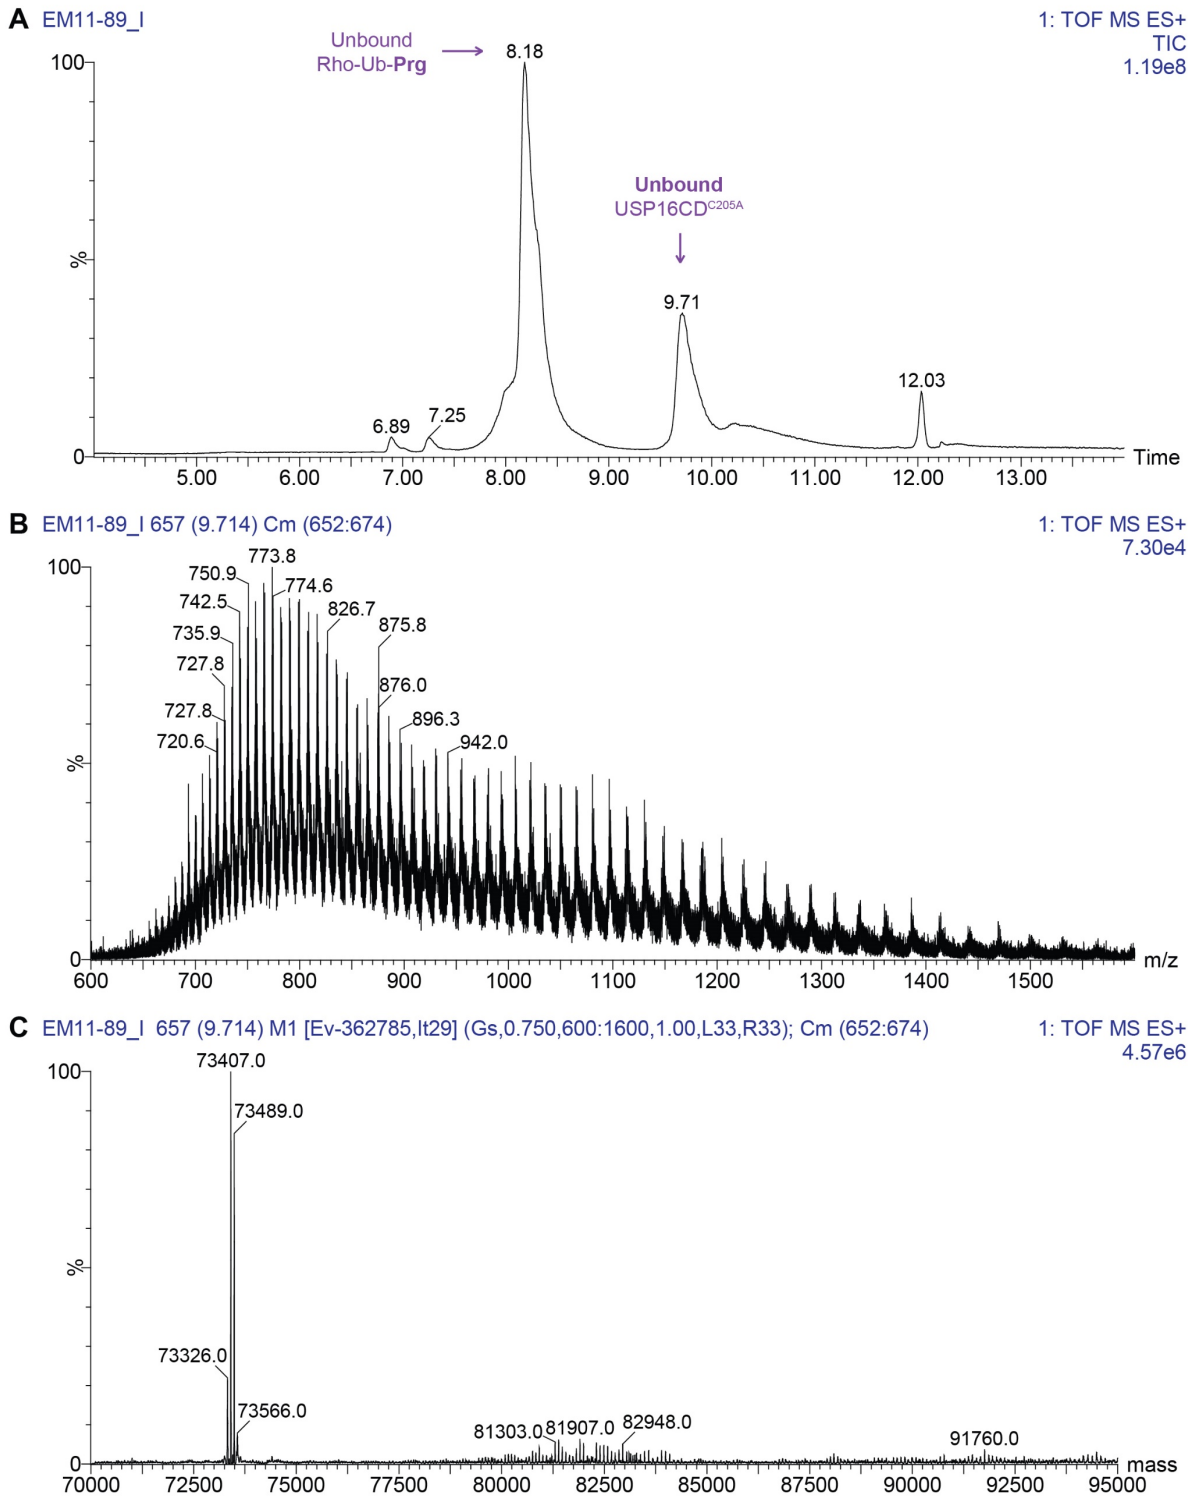 A EM11-89_I
1: TOF MS ES+
TIC
1.19e8
Unbound
Rho-Ub-Prg
8.18
100
Unbound
USP16CD^C205A
9.71
%
12.03
6.89
7.25
0
5.00 6.00 7.00 8.00 9.00 10.00 11.00 12.00 13.00
Time
B EM11-89_I 657 (9.714) Cm (652:674)
1: TOF MS ES+
7.30e4
100
773.8
750.9
774.6
742.5
826.7
735.9
875.8
727.8
876.0
727.8
896.3
720.6
942.0
%
0
600 700 800 900 1000 1100 1200 1300 1400 1500
m/z
C EM11-89_I 657 (9.714) M1 [Ev-362785,It29] (Gs,0.750,600:1600,1.00,L33,R33); Cm (652:674)
1: TOF MS ES+
4.57e6
73407.0
100
73489.0
%
73326.0
73566.0
81303.0
81907.0
82948.0
91760.0
0
70000 72500 75000 77500 80000 82500 85000 87500 90000 92500 95000
mass